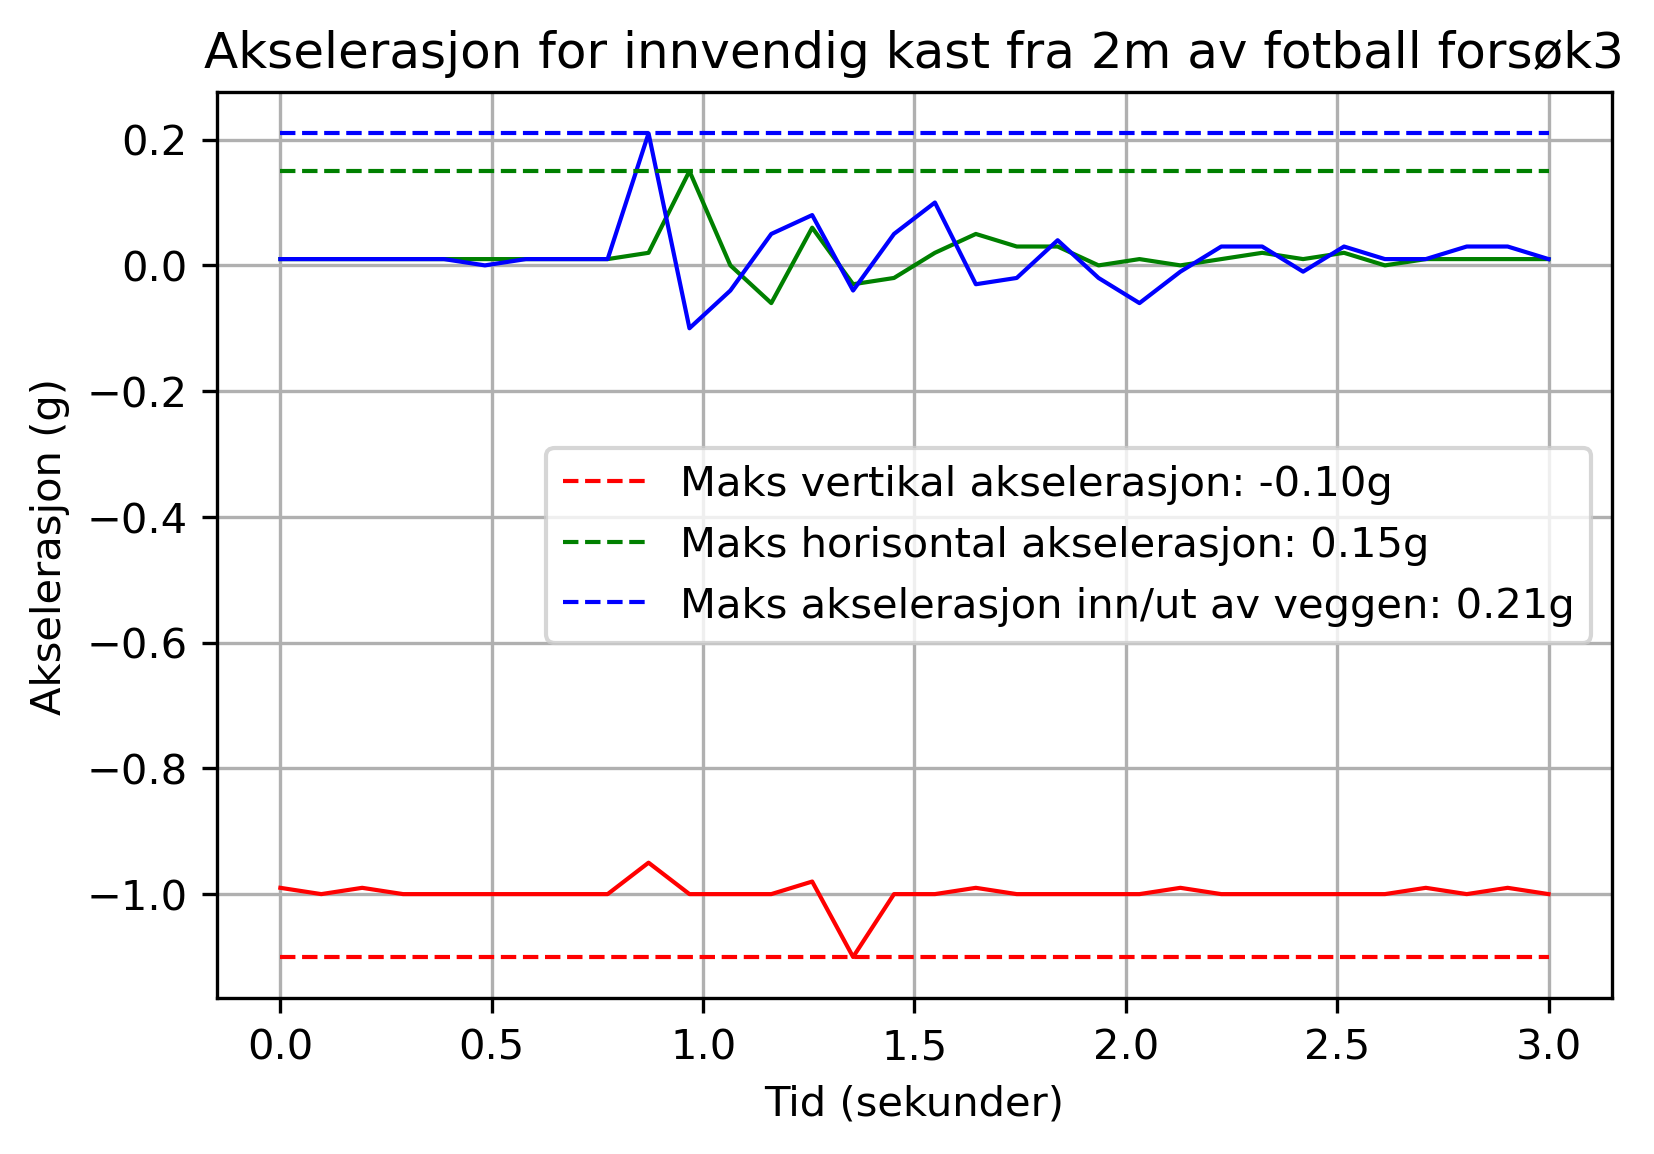 Akselerasjon for innvendig kast fra 2m av fotball forsøk3
0.2
0.0
−0.2
−0.4
−0.6
−0.8
−1.0
Akselerasjon (g)
Maks vertikal akselerasjon: -0.10g
Maks horisontal akselerasjon: 0.15g
Maks akselerasjon inn/ut av veggen: 0.21g
0.0 0.5 1.0 1.5 2.0 2.5 3.0
Tid (sekunder)